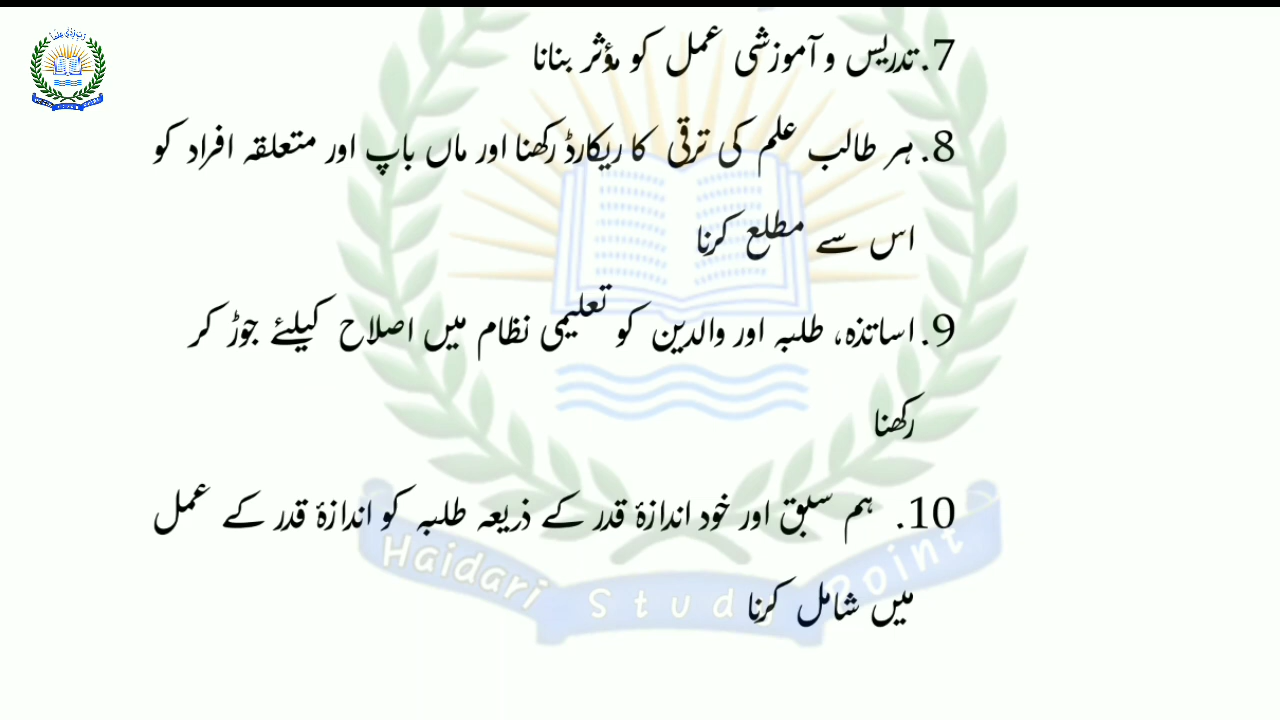 7. تدریس و آموزشی عمل کو مؤثر بنانا
8. ہر طالب علم کی ترقی کا ریکارڈ رکھنا اور ماں باپ اور متعلقہ افراد کو
اس سے مطلع کرنا
9. اساتذہ، طلبہ اور والدین کو تعلیمی نظام میں اصلاح کیلئے جوڑ کر
رکھنا
10. ہم سبق اور خود اندازۂ قدر کے ذریعہ طلبہ کو اندازۂ قدر کے عمل
میں شامل کرنا
Haidari Study Point